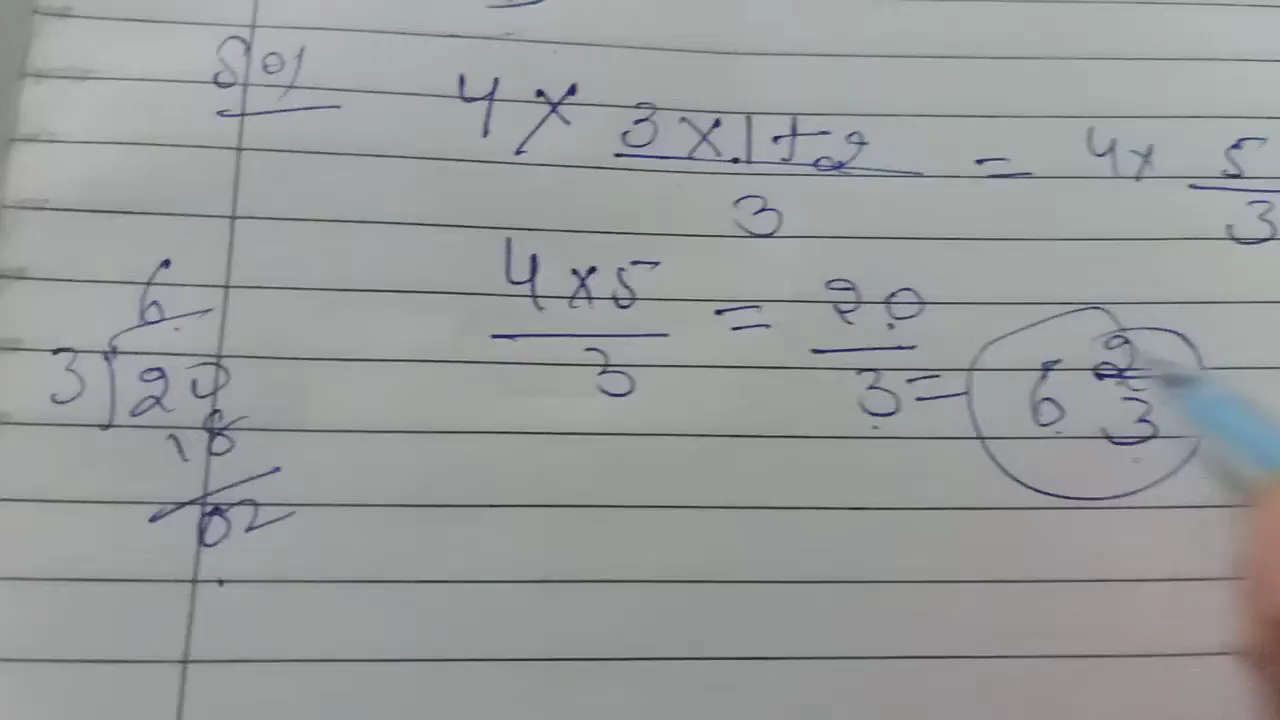 Sol
4 × (3×1+2)/3 = 4× 5/3
(4×5)/3 = 20/3 = 6 2/3
6
3)20
18
02